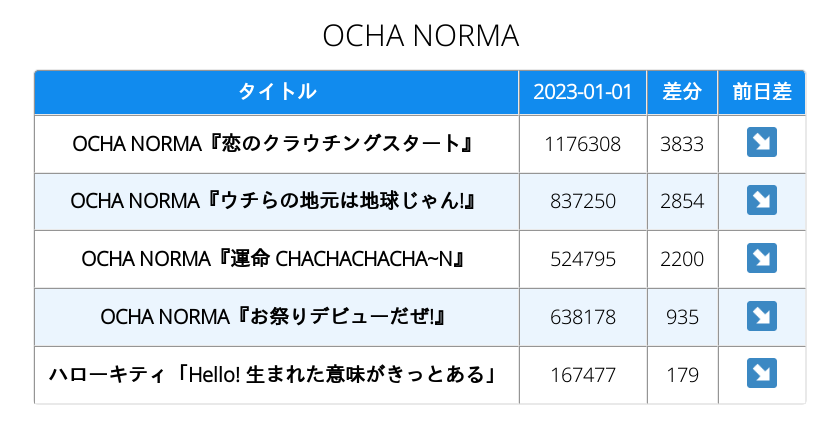 OCHA NORMA
タイトル 2023-01-01 差分 前日差
OCHA NORMA『恋のクラウチングスタート』 1176308 3833 ↘
OCHA NORMA『ウチらの地元は地球じゃん!』 837250 2854 ↘
OCHA NORMA『運命 CHACHACHACHA~N』 524795 2200 ↘
OCHA NORMA『お祭りデビューだぜ!』 638178 935 ↘
ハローキティ「Hello! 生まれた意味がきっとある」 167477 179 ↘